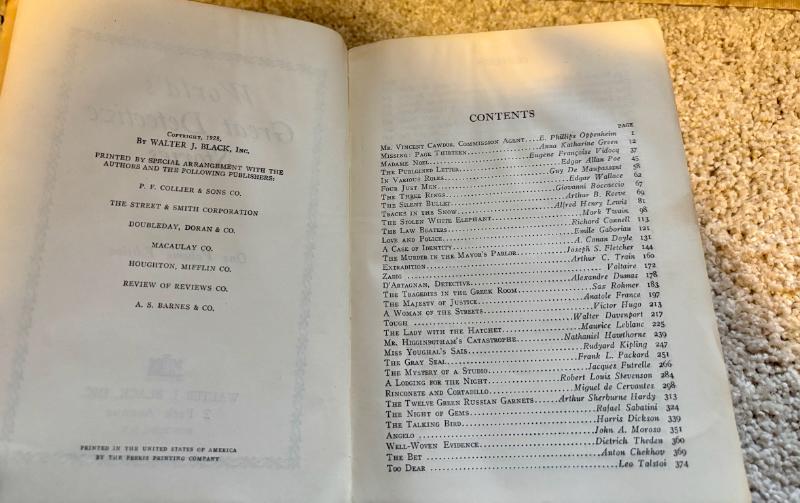 COPYRIGHT, 1928,
BY WALTER J. BLACK, INC.
PRINTED BY SPECIAL ARRANGEMENT WITH THE
AUTHORS AND THE FOLLOWING PUBLISHERS:
P. F. COLLIER & SONS CO.
THE STREET & SMITH CORPORATION
DOUBLEDAY, DORAN & CO.
MACAULAY CO.
HOUGHTON, MIFFLIN CO.
REVIEW OF REVIEWS CO.
A. S. BARNES & CO.
PRINTED IN THE UNITED STATES OF AMERICA
BY THE FERRIS PRINTING COMPANY
CONTENTS
PAGE
MR. VINCENT CAWDOR, COMMISSION AGENT....E. Phillips Oppenheim 1
MISSING: PAGE THIRTEEN....Anna Katharine Green 12
MADAME NOEL....Eugene Françoise Vidocq 37
THE PURLOINED LETTER....Edgar Allan Poe 45
IN VARIOUS ROLES....Guy De Maupassant 58
FOUR JUST MEN....Edgar Wallace 62
THE THREE RINGS....Giovanni Boccaccio 67
THE SILENT BULLET....Arthur B. Reeve 69
TRACKS IN THE SNOW....Alfred Henry Lewis 81
THE STOLEN WHITE ELEPHANT....Mark Twain 98
THE LAW BEATERS....Richard Connell 113
LOVE AND POLICE....Emile Gaboriau 121
A CASE OF IDENTITY....A. Conan Doyle 131
THE MURDER IN THE MAYOR'S PARLOR....Joseph S. Fletcher 144
EXTRADITION....Arthur C. Train 160
ZADIG....Voltaire 172
D'ARTAGNAN, DETECTIVE....Alexandre Dumas 178
THE TRAGEDIES IN THE GREEK ROOM....Sax Rohmer 183
THE MAJESTY OF JUSTICE....Anatole France 197
A WOMAN OF THE STREETS....Victor Hugo 213
TOUGH....Walter Davenport 217
THE LADY WITH THE HATCHET....Maurice Leblanc 225
MR. HIGGINBOTHAM'S CATASTROPHE....Nathaniel Hawthorne 239
MISS YOUGHAL'S SAIS....Rudyard Kipling 247
THE GRAY SEAL....Frank L. Packard 251
THE MYSTERY OF A STUDIO....Jacques Futrelle 266
A LODGING FOR THE NIGHT....Robert Louis Stevenson 284
RINCONETE AND CORTADILLO....Miguel de Cervantes 298
THE TWELVE GREEN RUSSIAN GARNETS....Arthur Sherburne Hardy 313
THE NIGHT OF GEMS....Rafael Sabatini 324
THE TALKING BIRD....Harris Dickson 339
ANGELO....John A. Moroso 351
WELL-WOVEN EVIDENCE....Dietrich Theden 360
THE BET....Anton Chekhov 369
TOO DEAR....Leo Talstoi 374